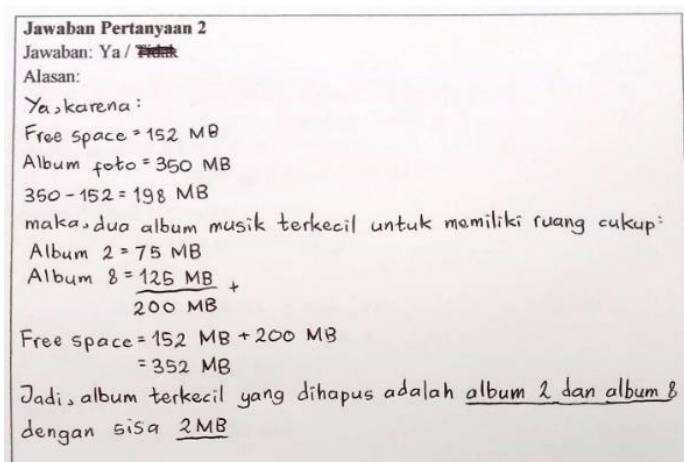 Jawaban Pertanyaan 2
Jawaban: Ya / Tidak
Alasan:
Ya, karena :
Free space = 152 MB
Album foto = 350 MB
350 - 152 = 198 MB
maka, dua album musik terkecil untuk memiliki ruang cukup:
Album 2 = 75 MB
Album 8 = 125 MB +
200 MB
Free space = 152 MB + 200 MB
= 352 MB
Jadi, album terkecil yang dihapus adalah album 2 dan album 8
dengan sisa 2MB